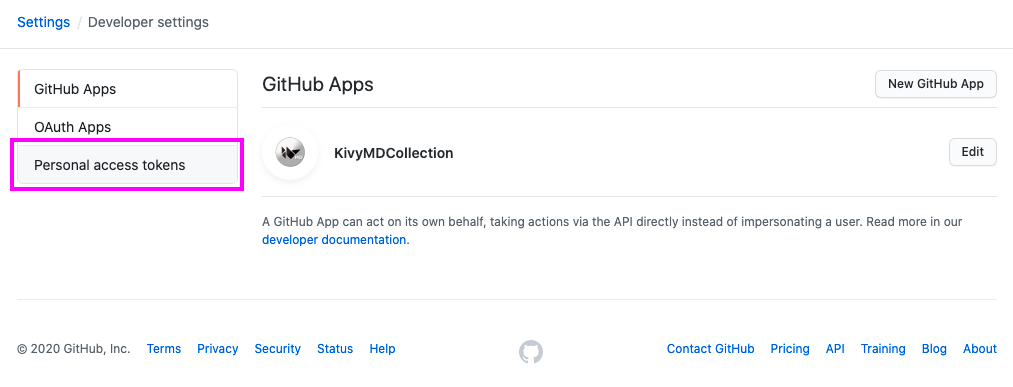 Settings / Developer settings
GitHub Apps
OAuth Apps
Personal access tokens
GitHub Apps
New GitHub App
KivyMDCollection
Edit
A GitHub App can act on its own behalf, taking actions via the API directly instead of impersonating a user. Read more in our
developer documentation.
© 2020 GitHub, Inc. Terms Privacy Security Status Help Contact GitHub Pricing API Training Blog About